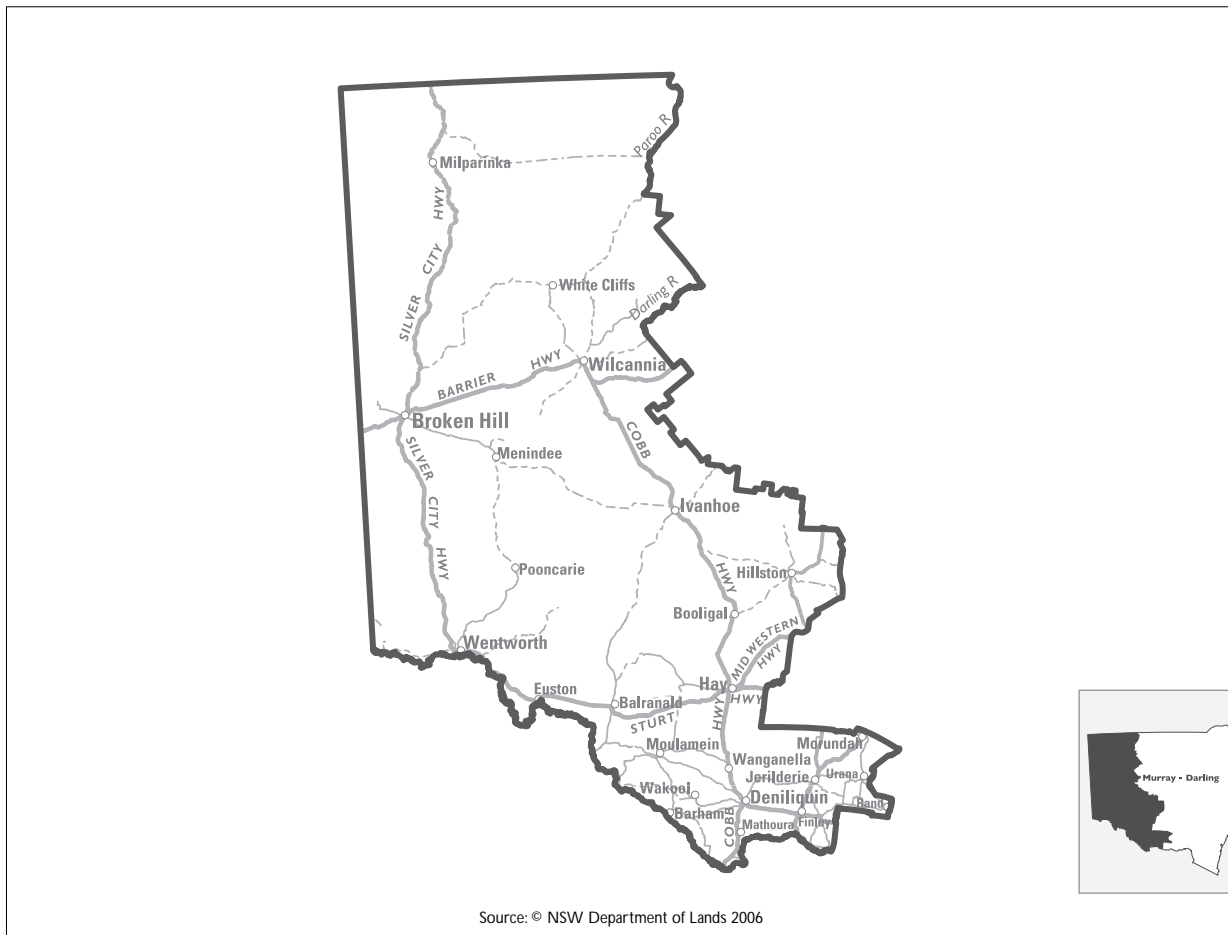 Paroo R
Milparinka
SILVER CITY HWY
White Cliffs
Darling R
Wilcannia
BARRIER HWY
Broken Hill
COBB HWY
SILVER CITY HWY
Menindee
Ivanhoe
Pooncarie
Hillston
Booligal
MID WESTERN HWY
Wentworth
Hay
Euston
Balranald
STURT HWY
HWY
Moulamein
Morundah
Wanganella
Jerilderie
Urana
Wakool
Deniliquin
Rand
Barham
COBB
Mathoura
Finley
Murray - Darling
Source: © NSW Department of Lands 2006